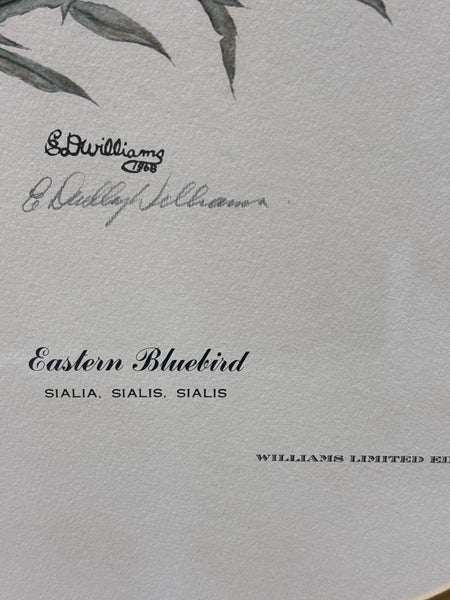 EDWilliams
1968
E Dudley Williams
Eastern Bluebird
SIALIA, SIALIS, SIALIS
WILLIAMS LIMITED